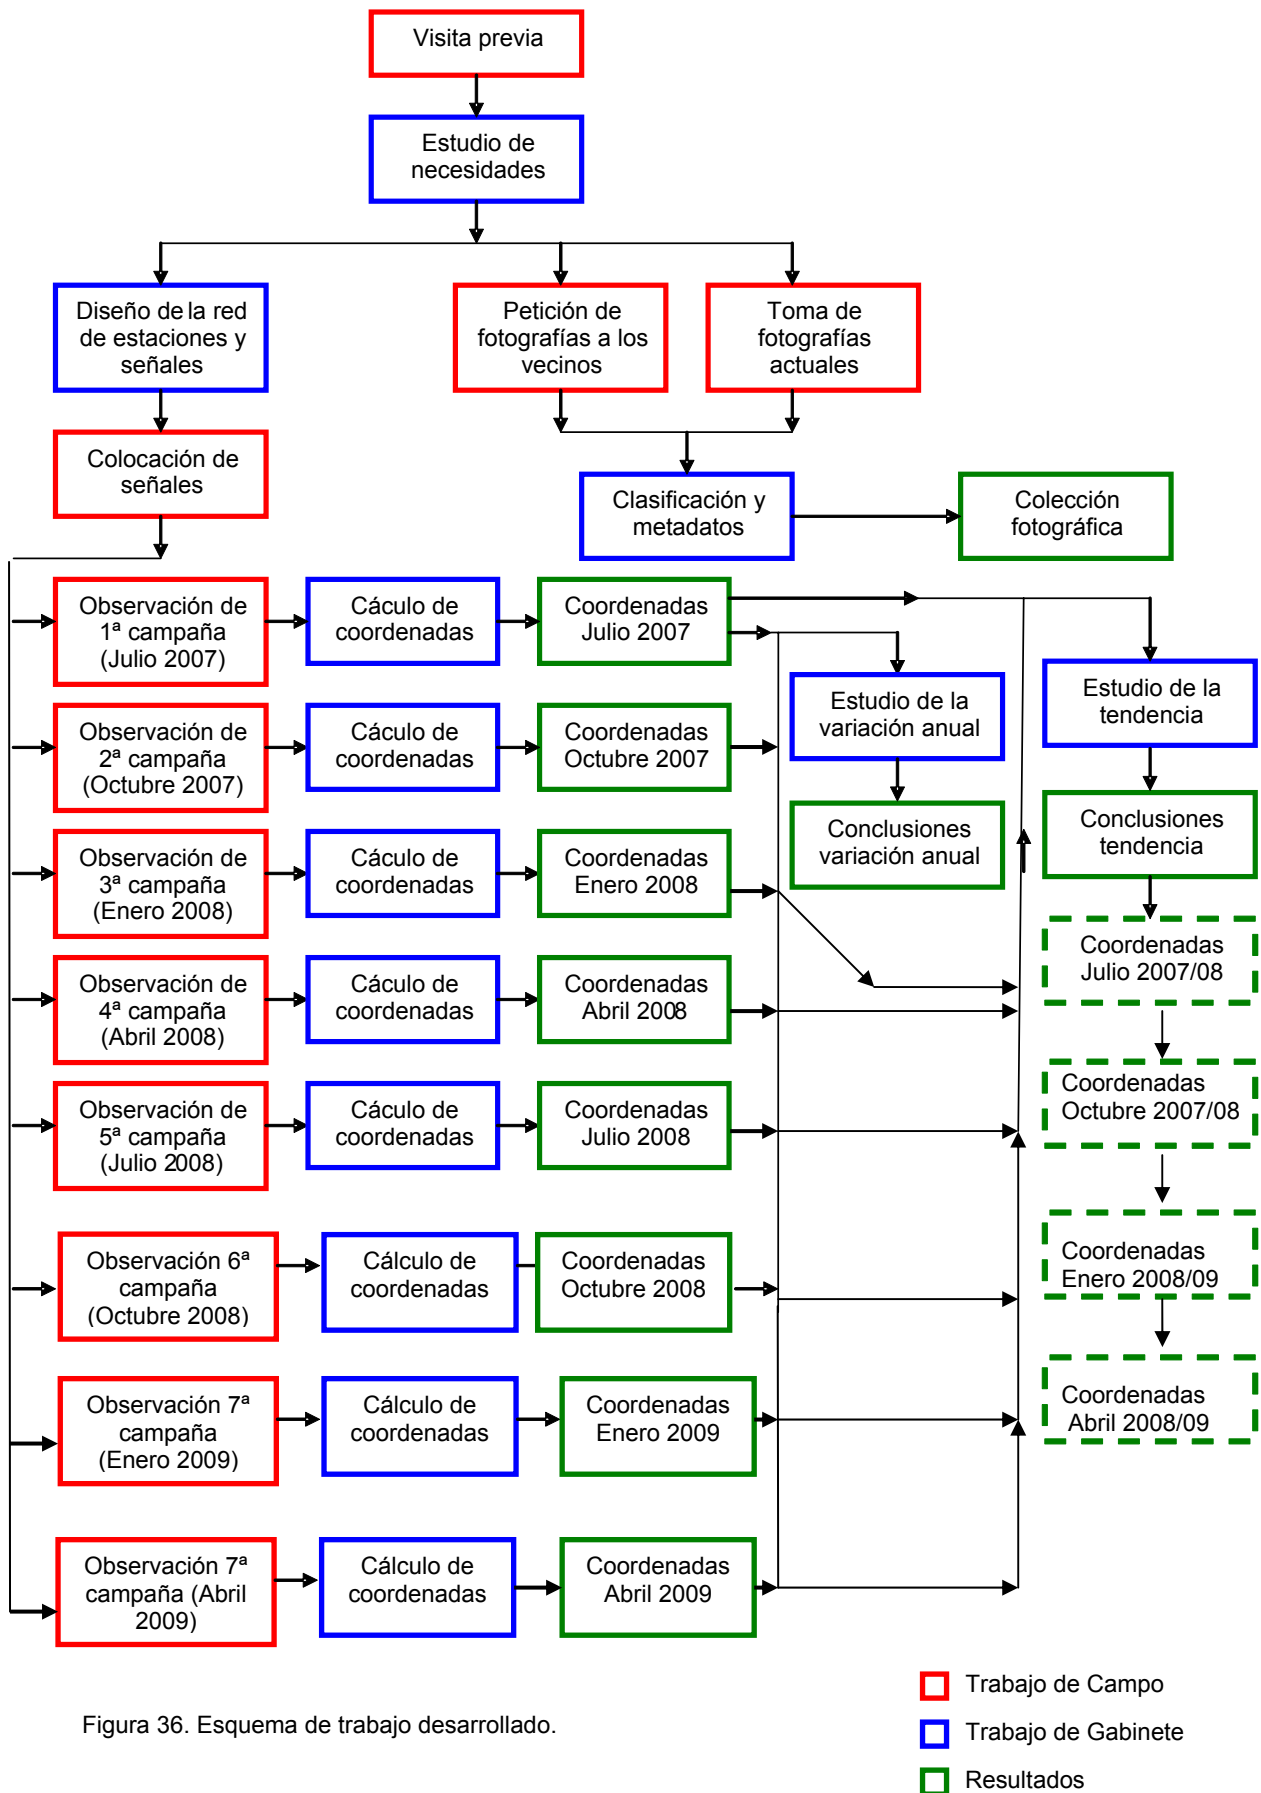 Visita previa
Estudio de
necesidades
Diseño de la red
de estaciones y
señales
Petición de
fotografías a los
vecinos
Toma de
fotografías
actuales
Colocación de
señales
Clasificación y
metadatos
Colección
fotográfica
Observación de
1ª campaña
(Julio 2007)
Cáculo de
coordenadas
Coordenadas
Julio 2007
Estudio de la
variación anual
Estudio de la
tendencia
Observación de
2ª campaña
(Octubre 2007)
Cáculo de
coordenadas
Coordenadas
Octubre 2007
Conclusiones
variación anual
Conclusiones
tendencia
Observación de
3ª campaña
(Enero 2008)
Cáculo de
coordenadas
Coordenadas
Enero 2008
Coordenadas
Julio 2007/08
Observación de
4ª campaña
(Abril 2008)
Cáculo de
coordenadas
Coordenadas
Abril 2008
Coordenadas
Octubre 2007/08
Observación de
5ª campaña
(Julio 2008)
Cáculo de
coordenadas
Coordenadas
Julio 2008
Coordenadas
Enero 2008/09
Observación 6ª
campaña
(Octubre 2008)
Cálculo de
coordenadas
Coordenadas
Octubre 2008
Coordenadas
Abril 2008/09
Observación 7ª
campaña
(Enero 2009)
Cálculo de
coordenadas
Coordenadas
Enero 2009
Observación 7ª
campaña (Abril
2009)
Cálculo de
coordenadas
Coordenadas
Abril 2009
Trabajo de Campo
Figura 36. Esquema de trabajo desarrollado.
Trabajo de Gabinete
Resultados